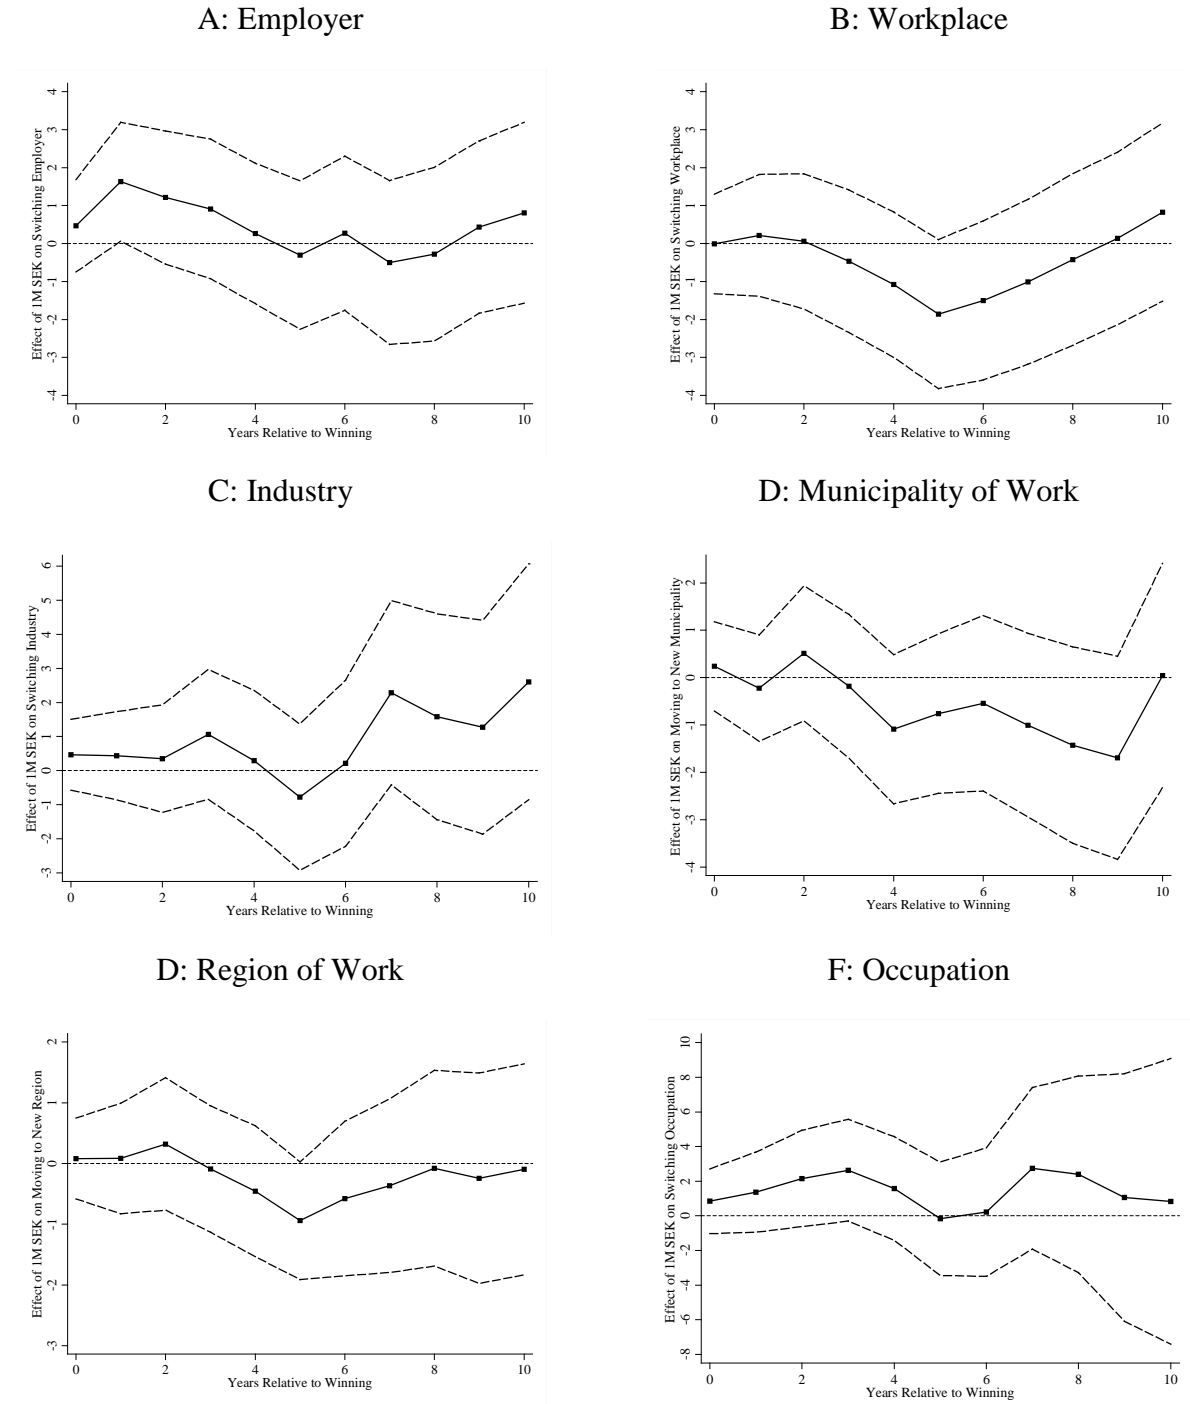 A: Employer
Effect of 1M SEK on Switching Employer
4
3
2
1
0
-1
-2
-3
-4
0 2 4 6 8 10
Years Relative to Winning
B: Workplace
Effect of 1M SEK on Switching Workplace
4
3
2
1
0
-1
-2
-3
-4
0 2 4 6 8 10
Years Relative to Winning
C: Industry
Effect of 1M SEK on Switching Industry
6
5
4
3
2
1
0
-1
-2
-3
0 2 4 6 8 10
Years Relative to Winning
D: Municipality of Work
Effect of 1M SEK on Moving to New Municipality
2
1
0
-1
-2
-3
-4
0 2 4 6 8 10
Years Relative to Winning
D: Region of Work
Effect of 1M SEK on Moving to New Region
2
1
0
-1
-2
-3
0 2 4 6 8 10
Years Relative to Winning
F: Occupation
Effect of 1M SEK on Switching Occupation
10
8
6
4
2
0
-2
-4
-6
-8
0 2 4 6 8 10
Years Relative to Winning